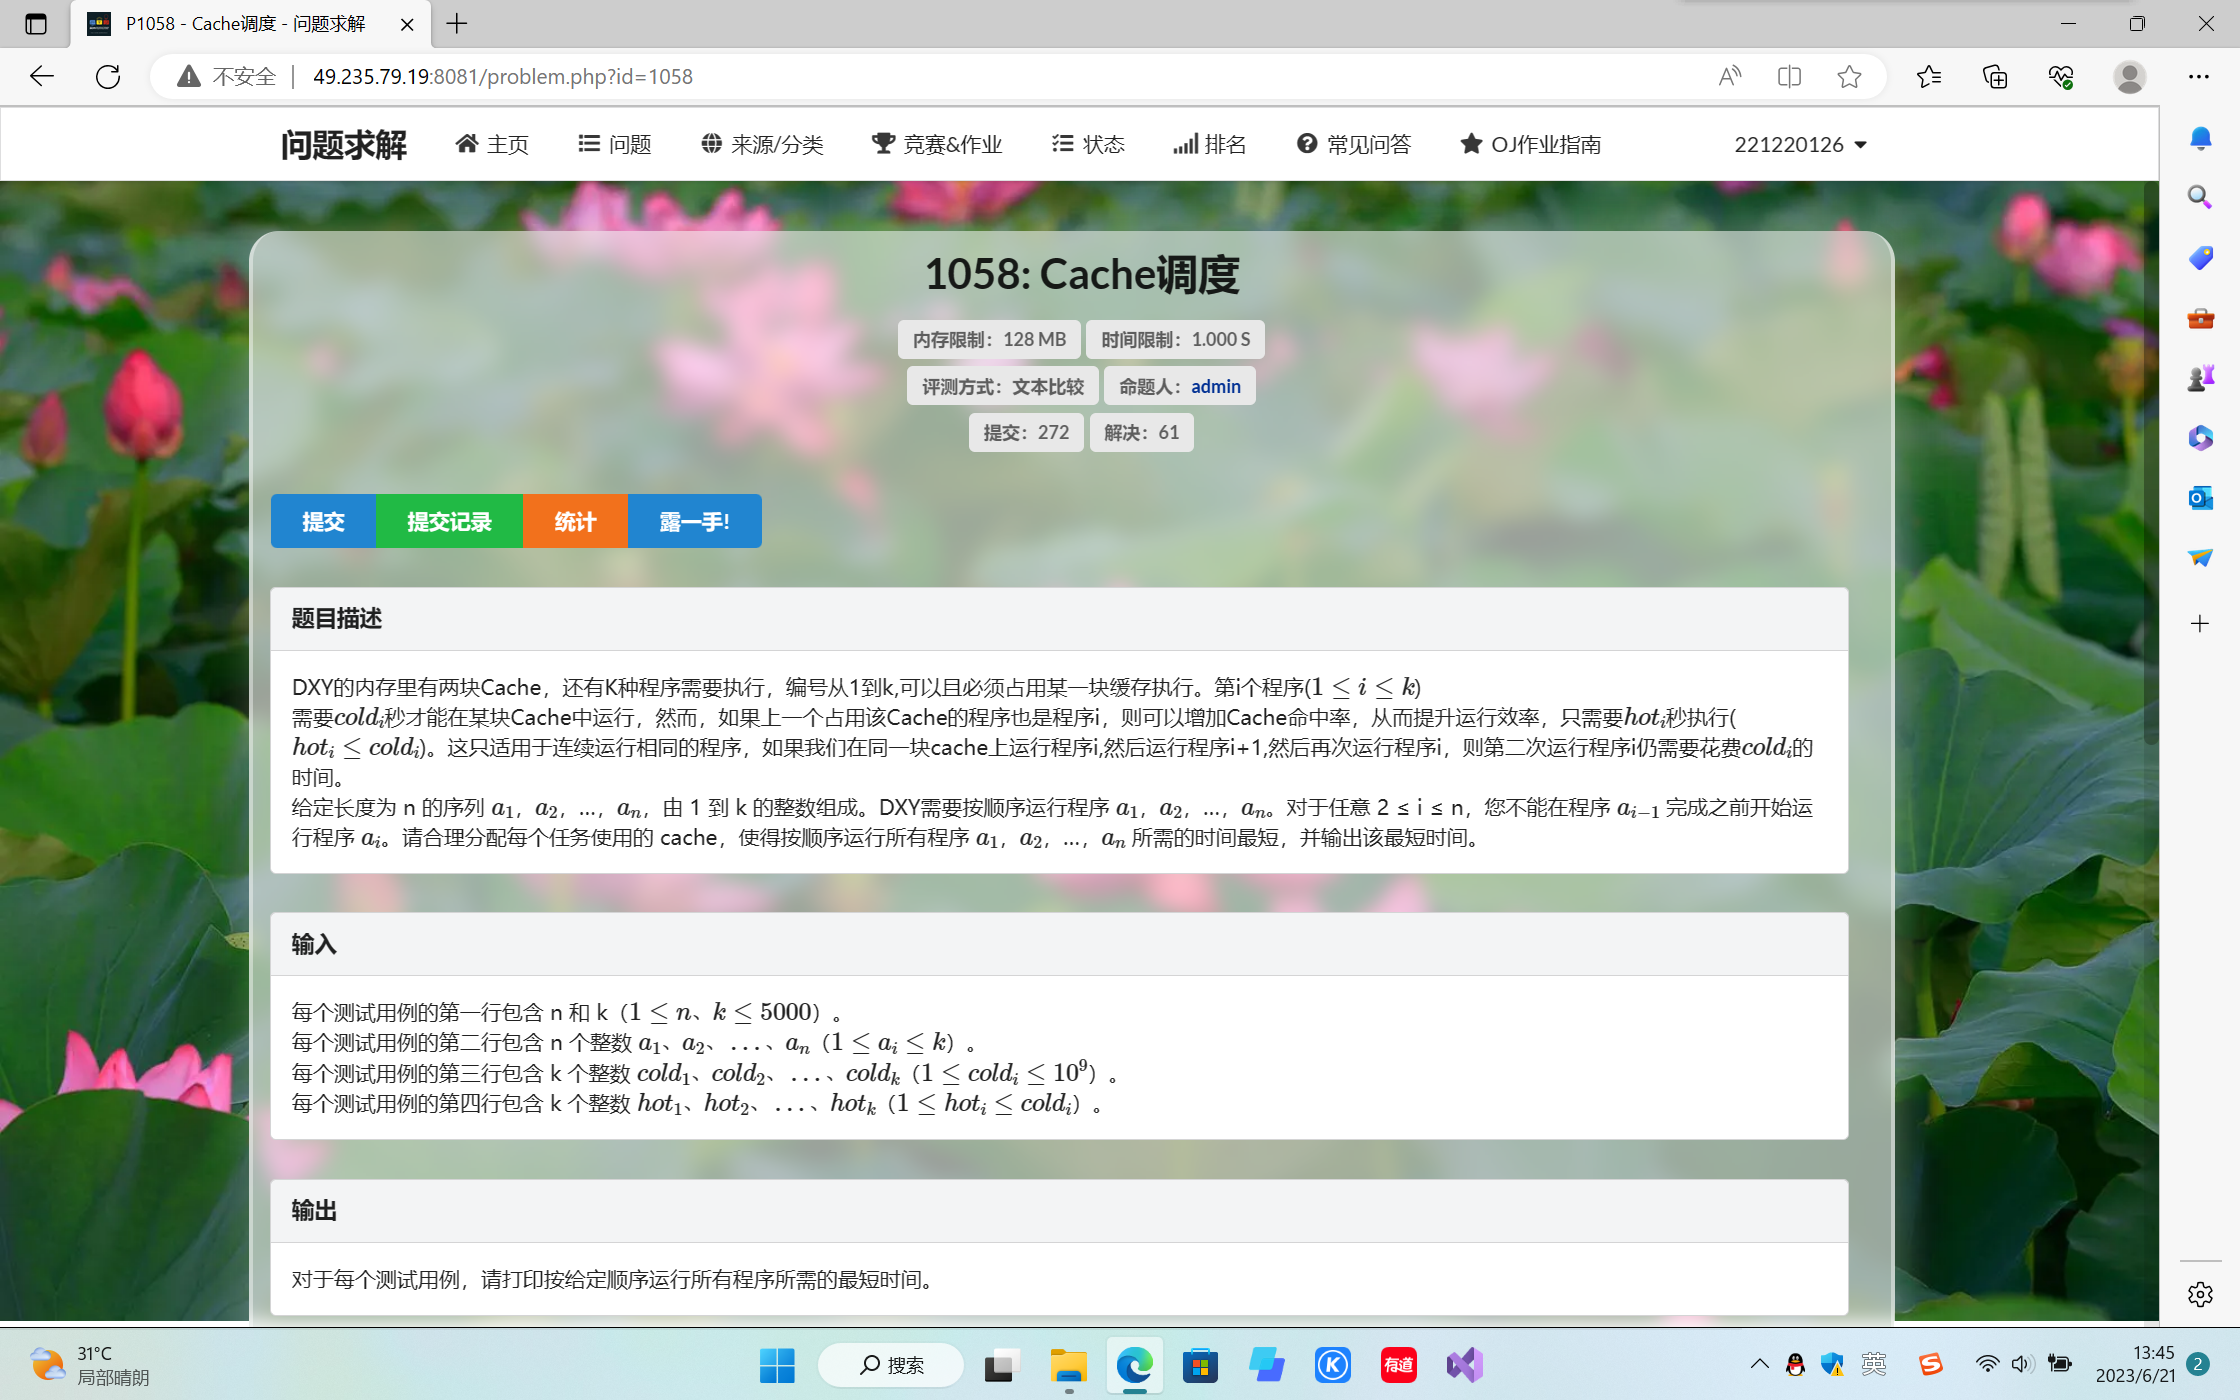 P1058 - Cache调度 - 问题求解
不安全 49.235.79.19:8081/problem.php?id=1058
问题求解 主页 问题 来源/分类 竞赛&作业 状态 排名 常见问答 OJ作业指南 221220126
1058: Cache调度
内存限制：128 MB 时间限制：1.000 S
评测方式：文本比较 命题人：admin
提交：272 解决：61
提交 提交记录 统计 露一手!
题目描述
DXY的内存里有两块Cache，还有K种程序需要执行，编号从1到k,可以且必须占用某一块缓存执行。第i个程序(1 ≤ i ≤ k)
需要cold_i秒才能在某块Cache中运行，然而，如果上一个占用该Cache的程序也是程序i，则可以增加Cache命中率，从而提升运行效率，只需要hot_i秒执行(
hot_i ≤ cold_i)。这只适用于连续运行相同的程序，如果我们在同一块cache上运行程序i,然后运行程序i+1,然后再次运行程序i，则第二次运行程序i仍需要花费cold_i的
时间。
给定长度为 n 的序列 a_1，a_2，...，a_n，由 1 到 k 的整数组成。DXY需要按顺序运行程序 a_1，a_2，...，a_n。对于任意 2 ≤ i ≤ n，您不能在程序 a_{i−1} 完成之前开始运
行程序 a_i。请合理分配每个任务使用的 cache，使得按顺序运行所有程序 a_1，a_2，...，a_n 所需的时间最短，并输出该最短时间。
输入
每个测试用例的第一行包含 n 和 k（1 ≤ n、k ≤ 5000）。
每个测试用例的第二行包含 n 个整数 a_1、a_2、...、a_n（1 ≤ a_i ≤ k）。
每个测试用例的第三行包含 k 个整数 cold_1、cold_2、...、cold_k（1 ≤ cold_i ≤ 10^9）。
每个测试用例的第四行包含 k 个整数 hot_1、hot_2、...、hot_k（1 ≤ hot_i ≤ cold_i）。
输出
对于每个测试用例，请打印按给定顺序运行所有程序所需的最短时间。
31°C
局部晴朗
搜索
有道
英
13:45
2023/6/21
2